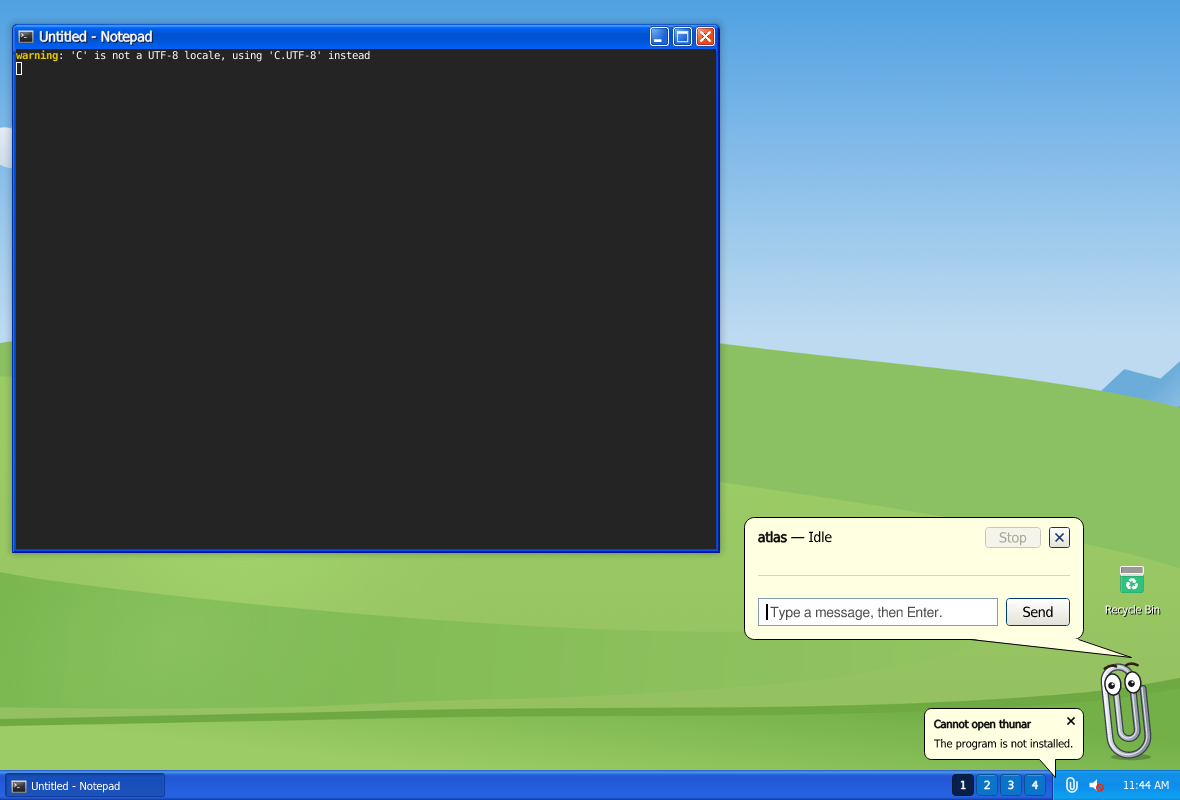 Untitled - Notepad
warning: 'C' is not a UTF-8 locale, using 'C.UTF-8' instead
atlas — Idle
Stop
Type a message, then Enter.
Send
Recycle Bin
Cannot open thunar
The program is not installed.
Untitled - Notepad
1
2
3
4
11:44 AM